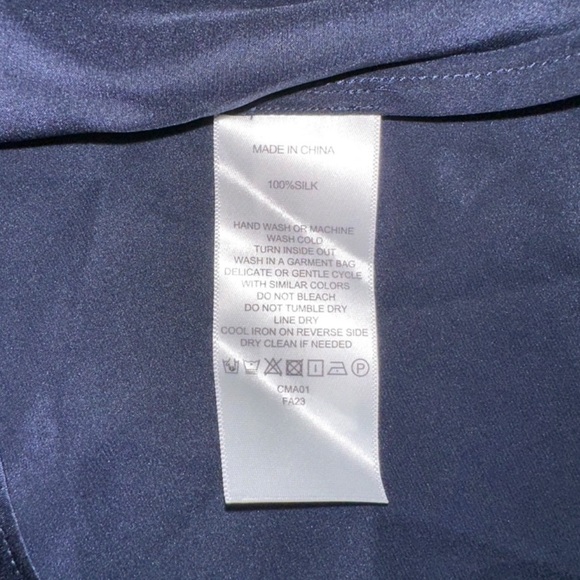 MADE IN CHINA
100%SILK
HAND WASH OR MACHINE
WASH COLD
TURN INSIDE OUT
WASH IN A GARMENT BAG
DELICATE OR GENTLE CYCLE
WITH SIMILAR COLORS
DO NOT BLEACH
DO NOT TUMBLE DRY
LINE DRY
COOL IRON ON REVERSE SIDE
DRY CLEAN IF NEEDED
P
CMA01
FA23